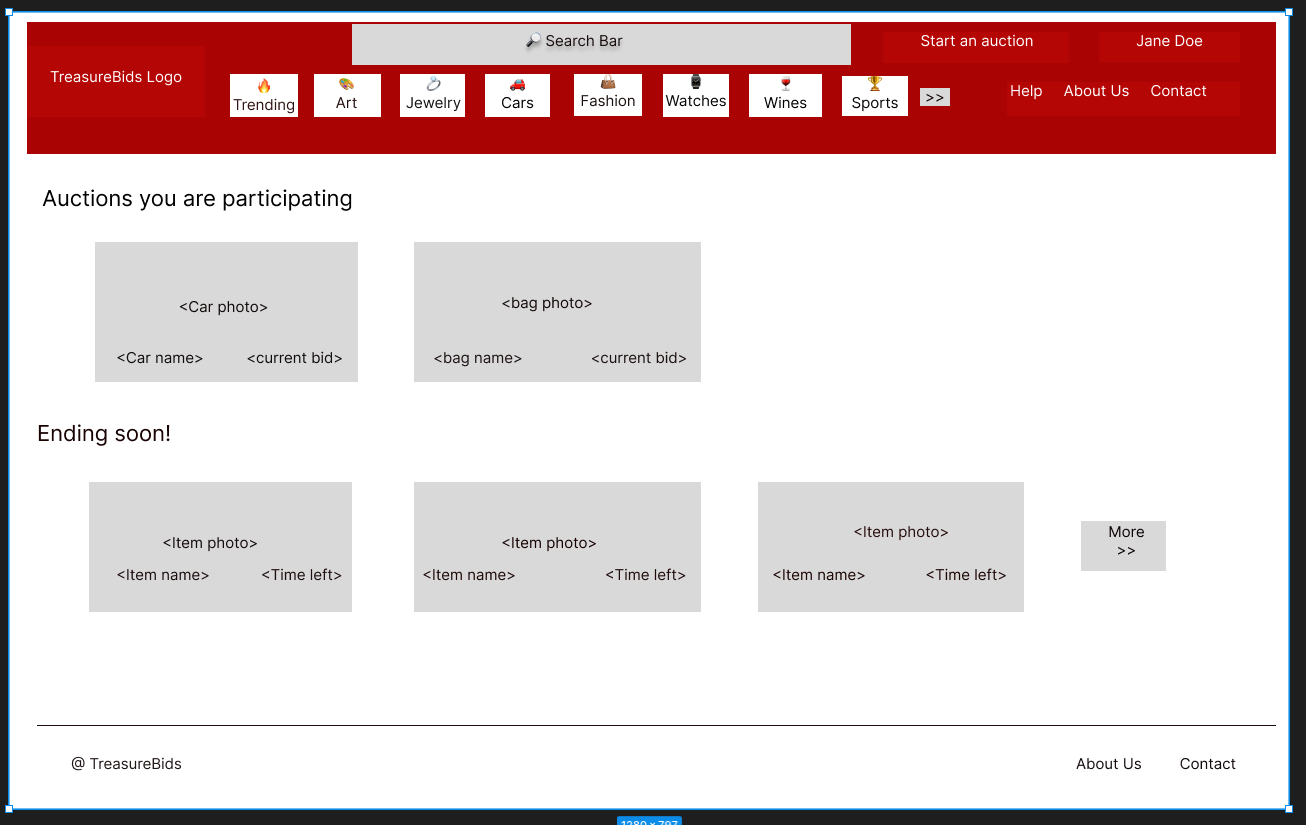 🔎 Search Bar
Start an auction
Jane Doe
TreasureBids Logo
🔥
Trending
🎨
Art
💍
Jewelry
🚗
Cars
👜
Fashion
⌚
Watches
🍷
Wines
🏆
Sports
>>
Help About Us Contact
Auctions you are participating
<Car photo>
<Car name> <current bid>
<bag photo>
<bag name> <current bid>
Ending soon!
<Item photo>
<Item name> <Time left>
<Item photo>
<Item name> <Time left>
<Item photo>
<Item name> <Time left>
More
>>
@ TreasureBids
About Us Contact
1280 × 797